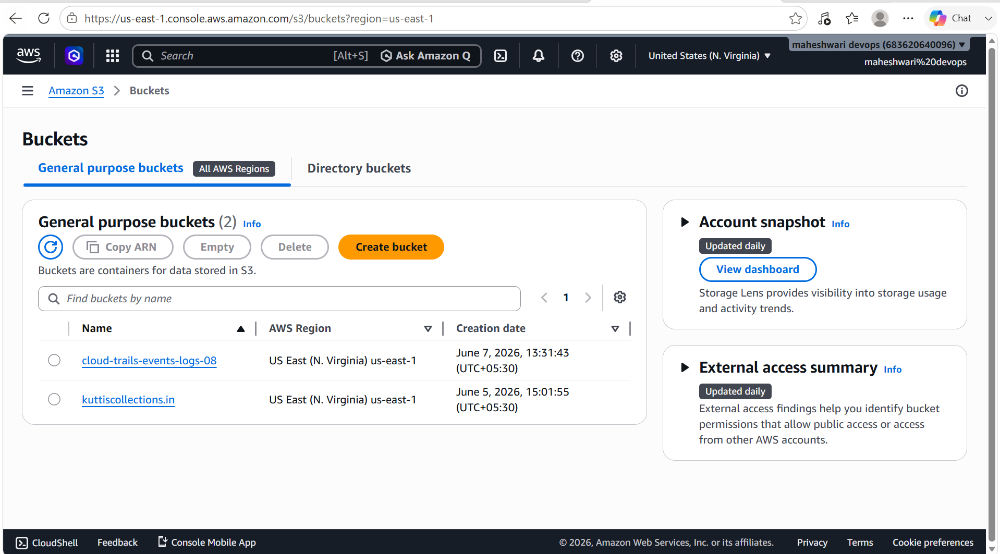 https://us-east-1.console.aws.amazon.com/s3/buckets?region=us-east-1
Chat
aws
Search
[Alt+S]
Ask Amazon Q
United States (N. Virginia)
maheshwari devops (683620640096)
maheshwari%20devops
Amazon S3
Buckets
Buckets
General purpose buckets
All AWS Regions
Directory buckets
General purpose buckets (2) Info
Copy ARN
Empty
Delete
Create bucket
Buckets are containers for data stored in S3.
Find buckets by name
1
Name
AWS Region
Creation date
cloud-trails-events-logs-08
US East (N. Virginia) us-east-1
June 7, 2026, 13:31:43
(UTC+05:30)
kuttiscollections.in
US East (N. Virginia) us-east-1
June 5, 2026, 15:01:55
(UTC+05:30)
Account snapshot Info
Updated daily
View dashboard
Storage Lens provides visibility into storage usage
and activity trends.
External access summary Info
Updated daily
External access findings help you identify bucket
permissions that allow public access or access
from other AWS accounts.
CloudShell
Feedback
Console Mobile App
© 2026, Amazon Web Services, Inc. or its affiliates.
Privacy
Terms
Cookie preferences